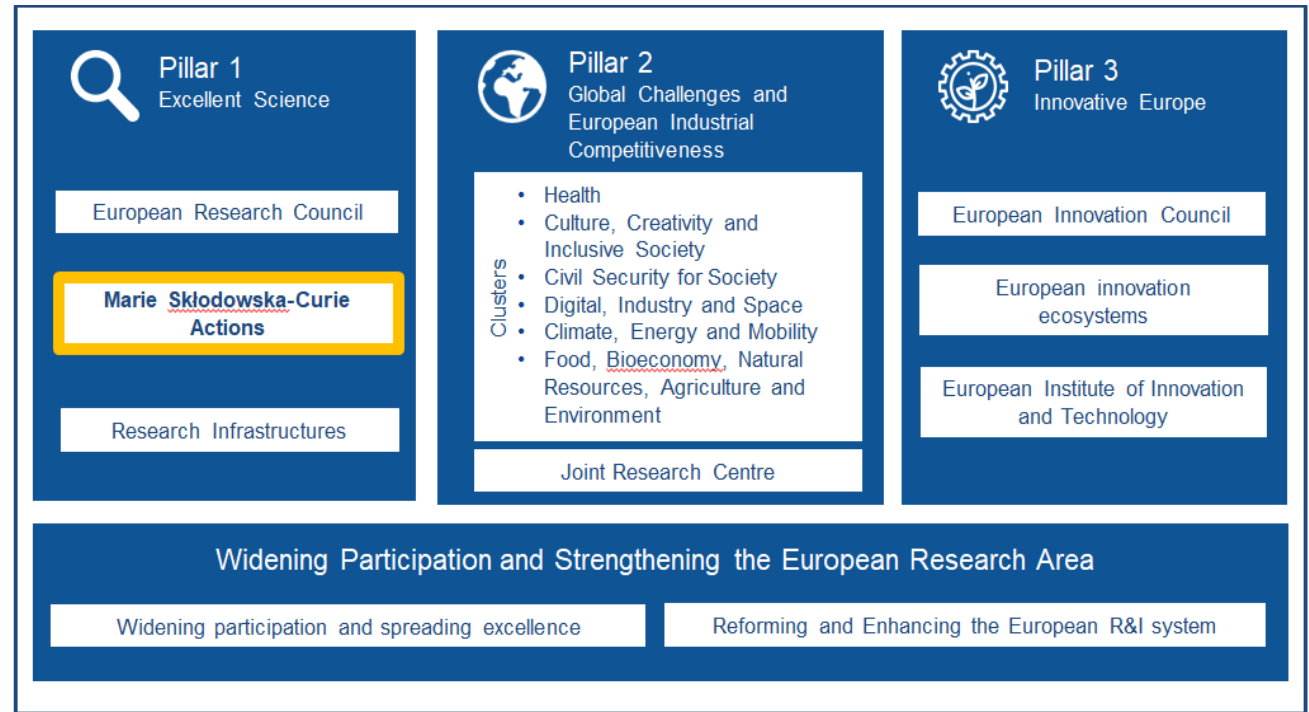 Pillar 1
Excellent Science
European Research Council
Marie Skłodowska-Curie
Actions
Research Infrastructures
Pillar 2
Global Challenges and
European Industrial
Competitiveness
Clusters
• Health
• Culture, Creativity and
Inclusive Society
• Civil Security for Society
• Digital, Industry and Space
• Climate, Energy and Mobility
• Food, Bioeconomy, Natural
Resources, Agriculture and
Environment
Joint Research Centre
Pillar 3
Innovative Europe
European Innovation Council
European innovation
ecosystems
European Institute of Innovation
and Technology
Widening Participation and Strengthening the European Research Area
Widening participation and spreading excellence
Reforming and Enhancing the European R&I system